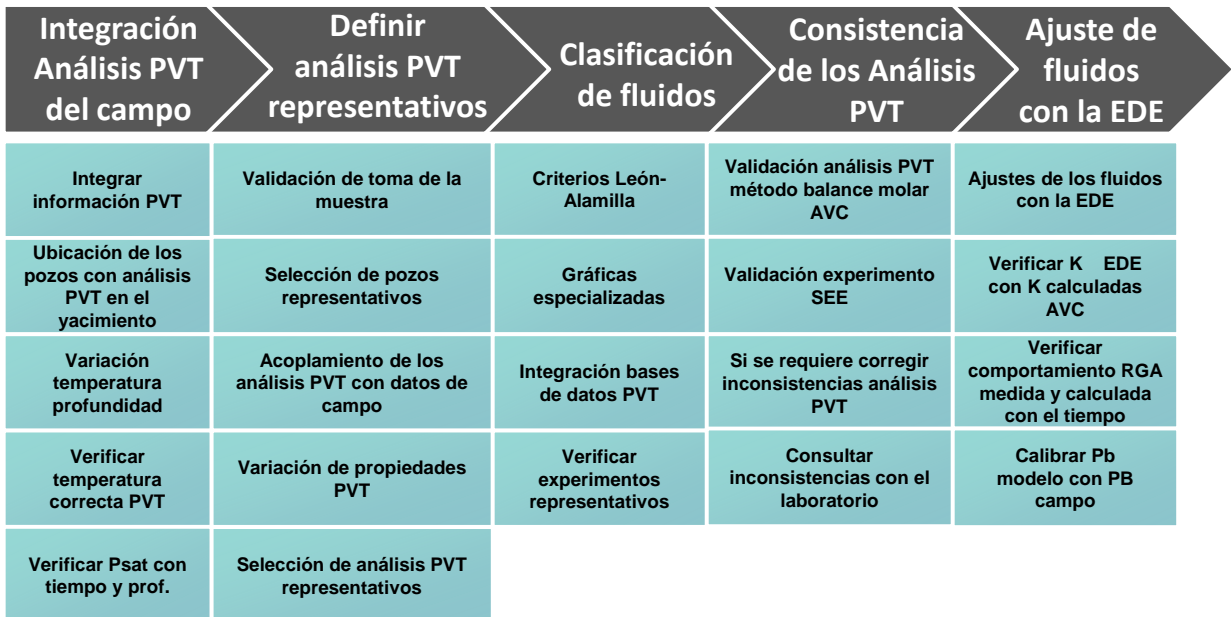 Integración
Análisis PVT
del campo
Definir
análisis PVT
representativos
Clasificación
de fluidos
Consistencia
de los Análisis
PVT
Ajuste de
fluidos
con la EDE
Integrar
información PVT
Validación de toma de la
muestra
Criterios León-
Alamilla
Validación análisis PVT
método balance molar
AVC
Ajustes de los fluidos
con la EDE
Ubicación de los
pozos con análisis
PVT en el
yacimiento
Selección de pozos
representativos
Gráficas
especializadas
Validación experimento
SEE
Verificar K EDE
con K calculadas
AVC
Variación
temperatura
profundidad
Acoplamiento de los
análisis PVT con datos de
campo
Integración bases
de datos PVT
Si se requiere corregir
inconsistencias análisis
PVT
Verificar
comportamiento RGA
medida y calculada
con el tiempo
Verificar
temperatura
correcta PVT
Variación de propiedades
PVT
Verificar
experimentos
representativos
Consultar
inconsistencias con el
laboratorio
Calibrar Pb
modelo con PB
campo
Verificar Psat con
tiempo y prof.
Selección de análisis PVT
representativos